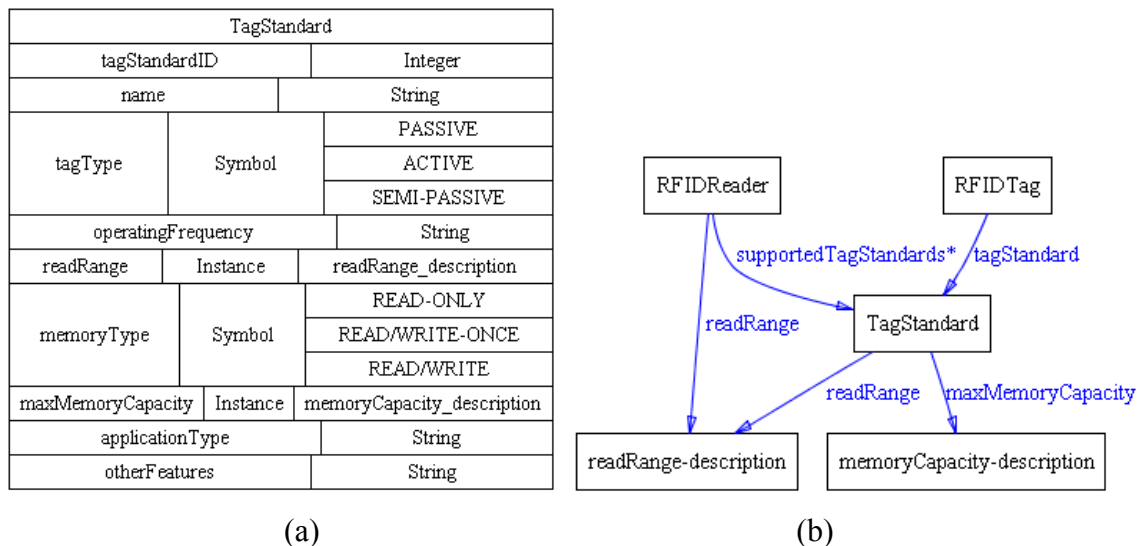 TagStandard
tagStandardID Integer
name String
tagType Symbol PASSIVE
ACTIVE
SEMI-PASSIVE
operatingFrequency String
readRange Instance readRange_description
memoryType Symbol READ-ONLY
READ/WRITE-ONCE
READ/WRITE
maxMemoryCapacity Instance memoryCapacity_description
applicationType String
otherFeatures String
(a)
RFIDReader RFIDTag
supportedTagStandards* tagStandard
readRange TagStandard
readRange maxMemoryCapacity
readRange-description memoryCapacity-description
(b)